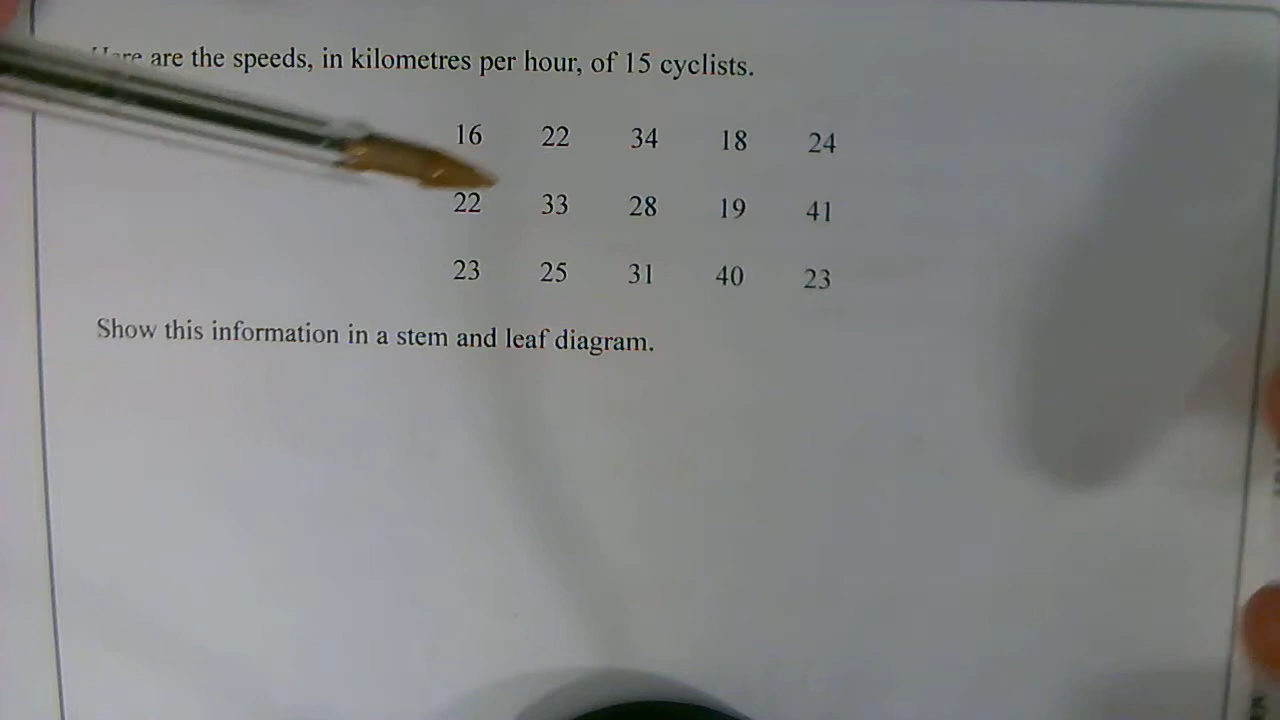 are the speeds, in kilometres per hour, of 15 cyclists.
16 22 34 18 24
22 33 28 19 41
23 25 31 40 23
Show this information in a stem and leaf diagram.